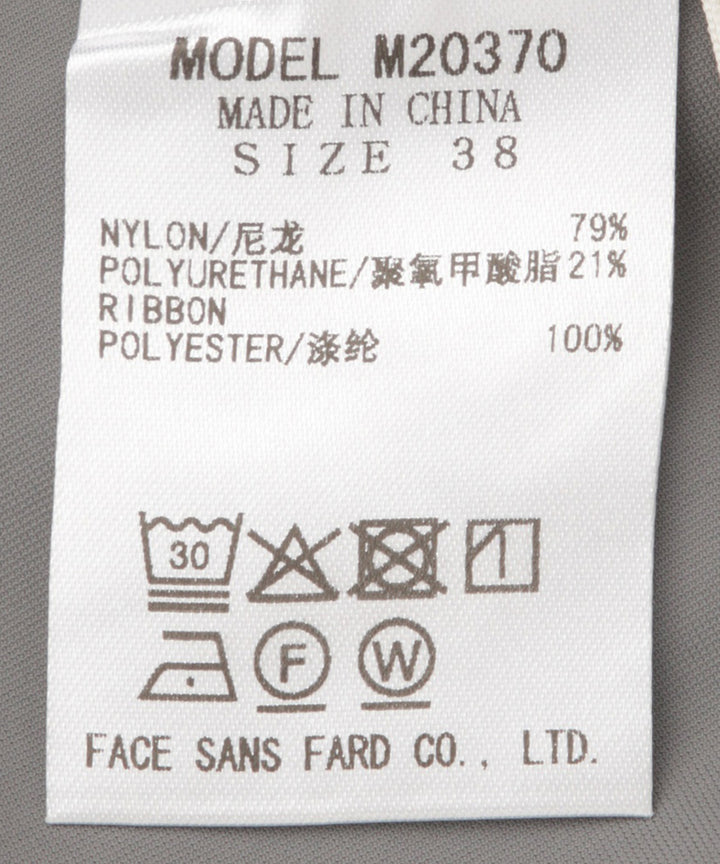 MODEL M20370
MADE IN CHINA
SIZE 38
NYLON/尼龙 79%
POLYURETHANE/聚氧甲酸脂 21%
RIBBON
POLYESTER/涤纶 100%
30
F W
FACE SANS FARD CO., LTD.